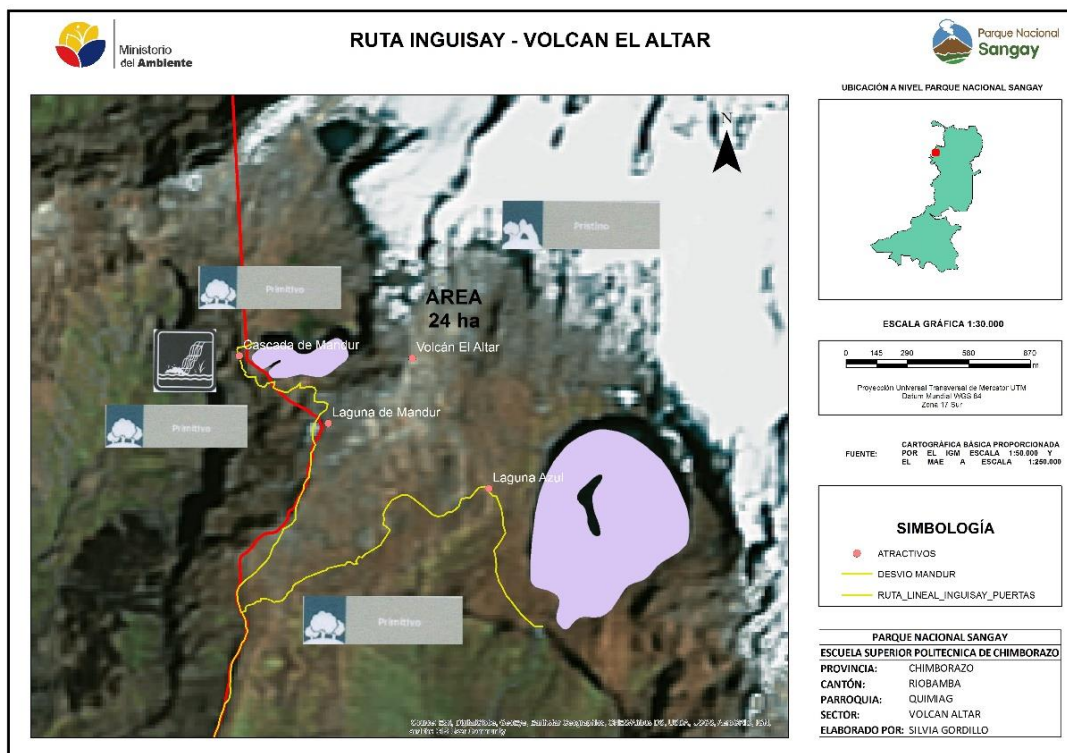 Ministerio
del Ambiente
RUTA INGUISAY - VOLCAN EL ALTAR
Parque Nacional
Sangay
UBICACIÓN A NIVEL PARQUE NACIONAL SANGAY
N
Pristino
Primitivo
AREA
24 ha
Cascada de Mandur
Volcán El Altar
Primitivo
Laguna de Mandur
Laguna Azul
Primitivo
ESCALA GRÁFICA 1:30.000
0 145 290 580 870
m
Proyección Universal Transversal de Mercator UTM
Datum Mundial WGS 84
Zona 17 Sur
FUENTE:
CARTOGRÁFICA BÁSICA PROPORCIONADA
POR EL IGM ESCALA 1:50.000 Y
EL MAE A ESCALA 1:250.000
SIMBOLOGÍA
ATRACTIVOS
DESVIO MANDUR
RUTA_LINEAL_INGUISAY_PUERTAS
PARQUE NACIONAL SANGAY
ESCUELA SUPERIOR POLITECNICA DE CHIMBORAZO
PROVINCIA: CHIMBORAZO
CANTÓN: RIOBAMBA
PARROQUIA: QUIMIAG
SECTOR: VOLCAN ALTAR
ELABORADO POR: SILVIA GORDILLO